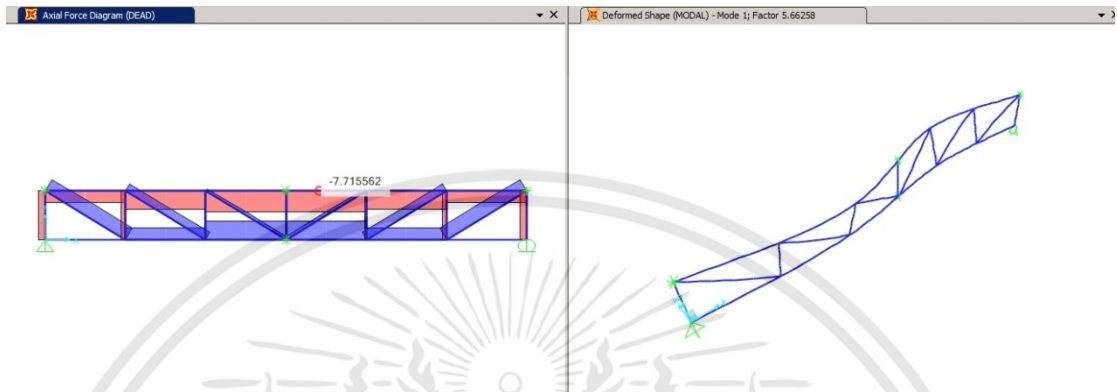 Axial Force Diagram (DEAD)
Deformed Shape (MODAL) - Mode 1; Factor 5.66258
-7.715562